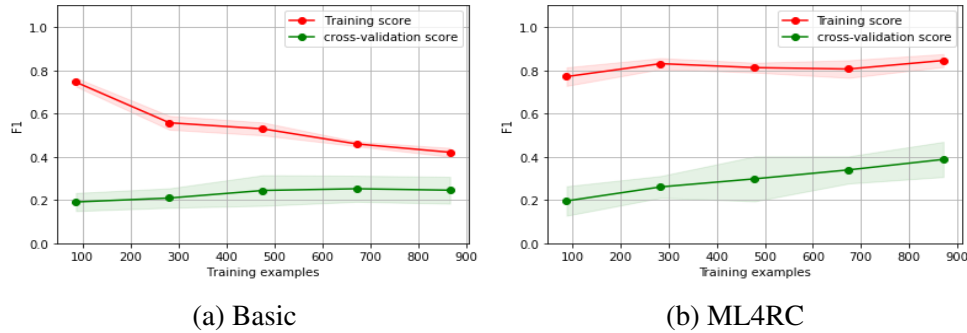 Training score
cross-validation score
1.0
0.8
0.6
0.4
0.2
0.0
F1
100 200 300 400 500 600 700 800 900
Training examples
(a) Basic
Training score
cross-validation score
1.0
0.8
0.6
0.4
0.2
0.0
F1
100 200 300 400 500 600 700 800 900
Training examples
(b) ML4RC